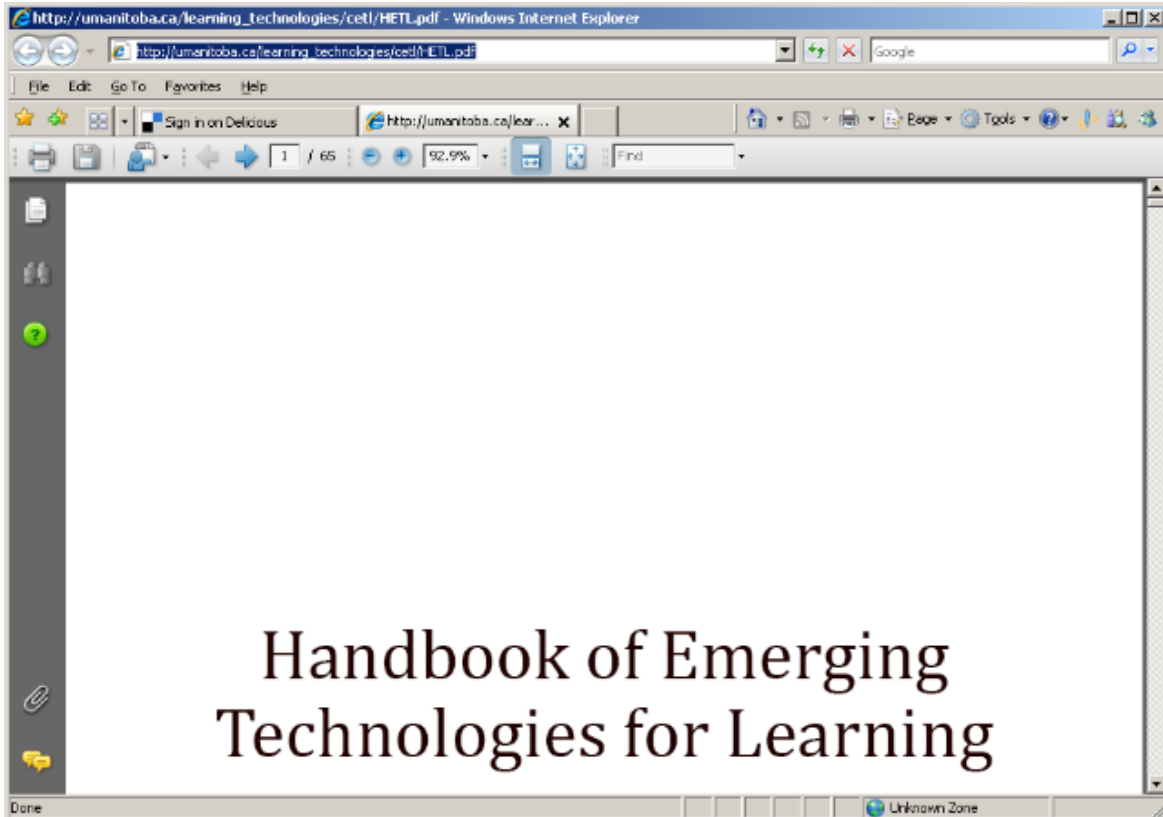 http://umanitoba.ca/learning_technologies/cetl/HETL.pdf - Windows Internet Explorer
http://umanitoba.ca/learning_technologies/cetl/HETL.pdf
Google
File Edit Go To Favorites Help
Sign in on Delicious
http://umanitoba.ca/lear...
Page
Tools
1 / 65
92.9%
Find
Handbook of Emerging
Technologies for Learning
Done
Unknown Zone